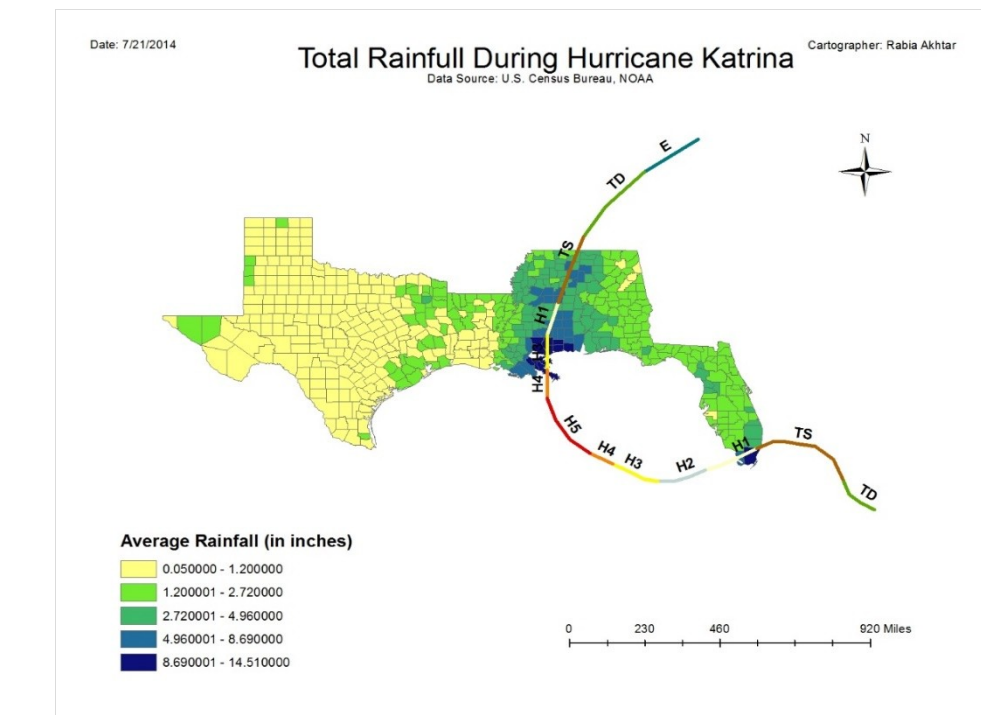 Date: 7/21/2014
Total Rainfull During Hurricane Katrina
Cartographer: Rabia Akhtar
Data Source: U.S. Census Bureau, NOAA
N
E
TD
TS
H1
H4
H5
H4
H3
H2
H1
TS
TD
Average Rainfall (in inches)
0.050000 - 1.200000
1.200001 - 2.720000
2.720001 - 4.960000
4.960001 - 8.690000
8.690001 - 14.510000
0 230 460 920 Miles